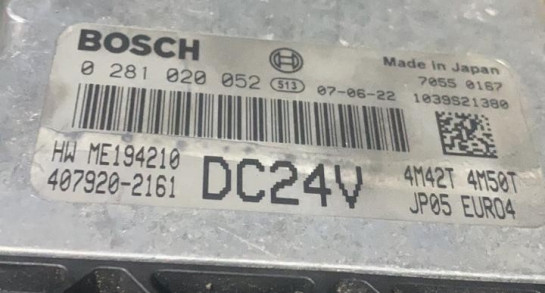 BOSCH
Made in Japan
0 281 020 052 513 07-06-22
7055 0167
1039S21380
HW ME194210
407920-2161
DC24V
4M42T 4M50T
JP05 EURO4